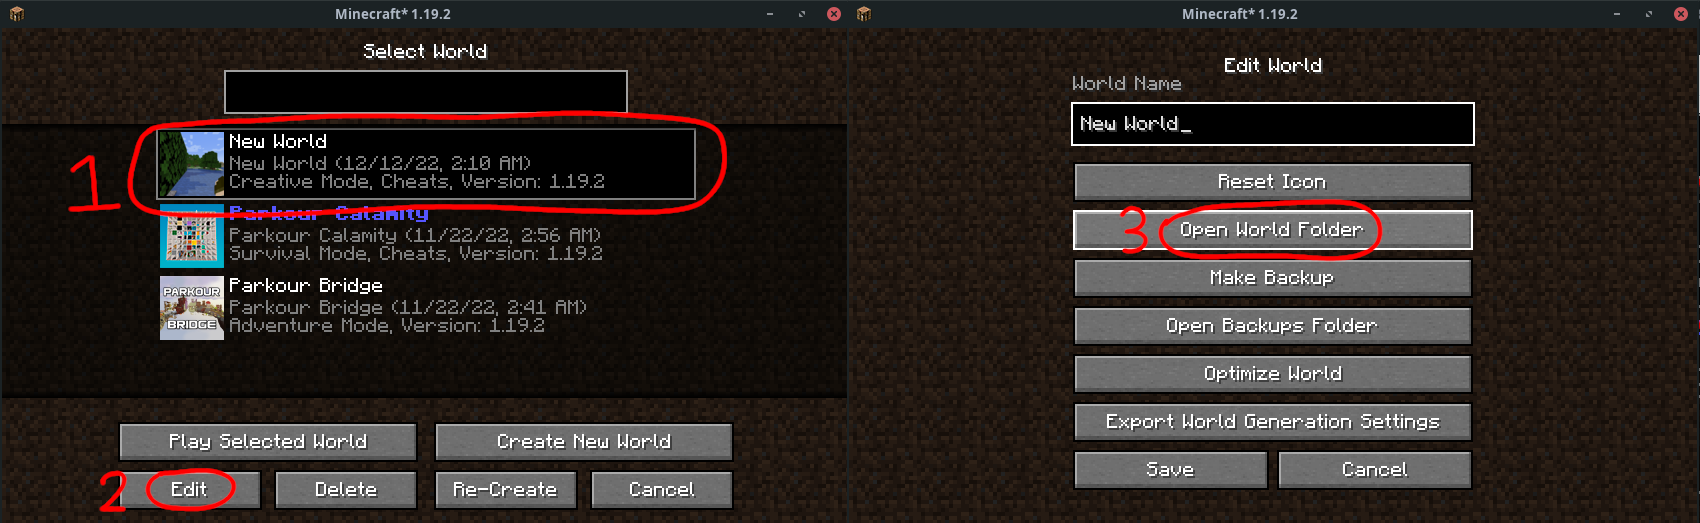 Minecraft* 1.19.2
Select World
1
New World
New World (12/12/22, 2:10 AM)
Creative Mode, Cheats, Version: 1.19.2
Parkour Calamity
Parkour Calamity (11/22/22, 2:56 AM)
Survival Mode, Cheats, Version: 1.19.2
PARKOUR
BRIDGE
Parkour Bridge
Parkour Bridge (11/22/22, 2:41 AM)
Adventure Mode, Version: 1.19.2
Play Selected World
Create New World
2
Edit
Delete
Re-Create
Cancel
Minecraft* 1.19.2
Edit World
World Name
New World_
Reset Icon
3
Open World Folder
Make Backup
Open Backups Folder
Optimize World
Export World Generation Settings
Save
Cancel